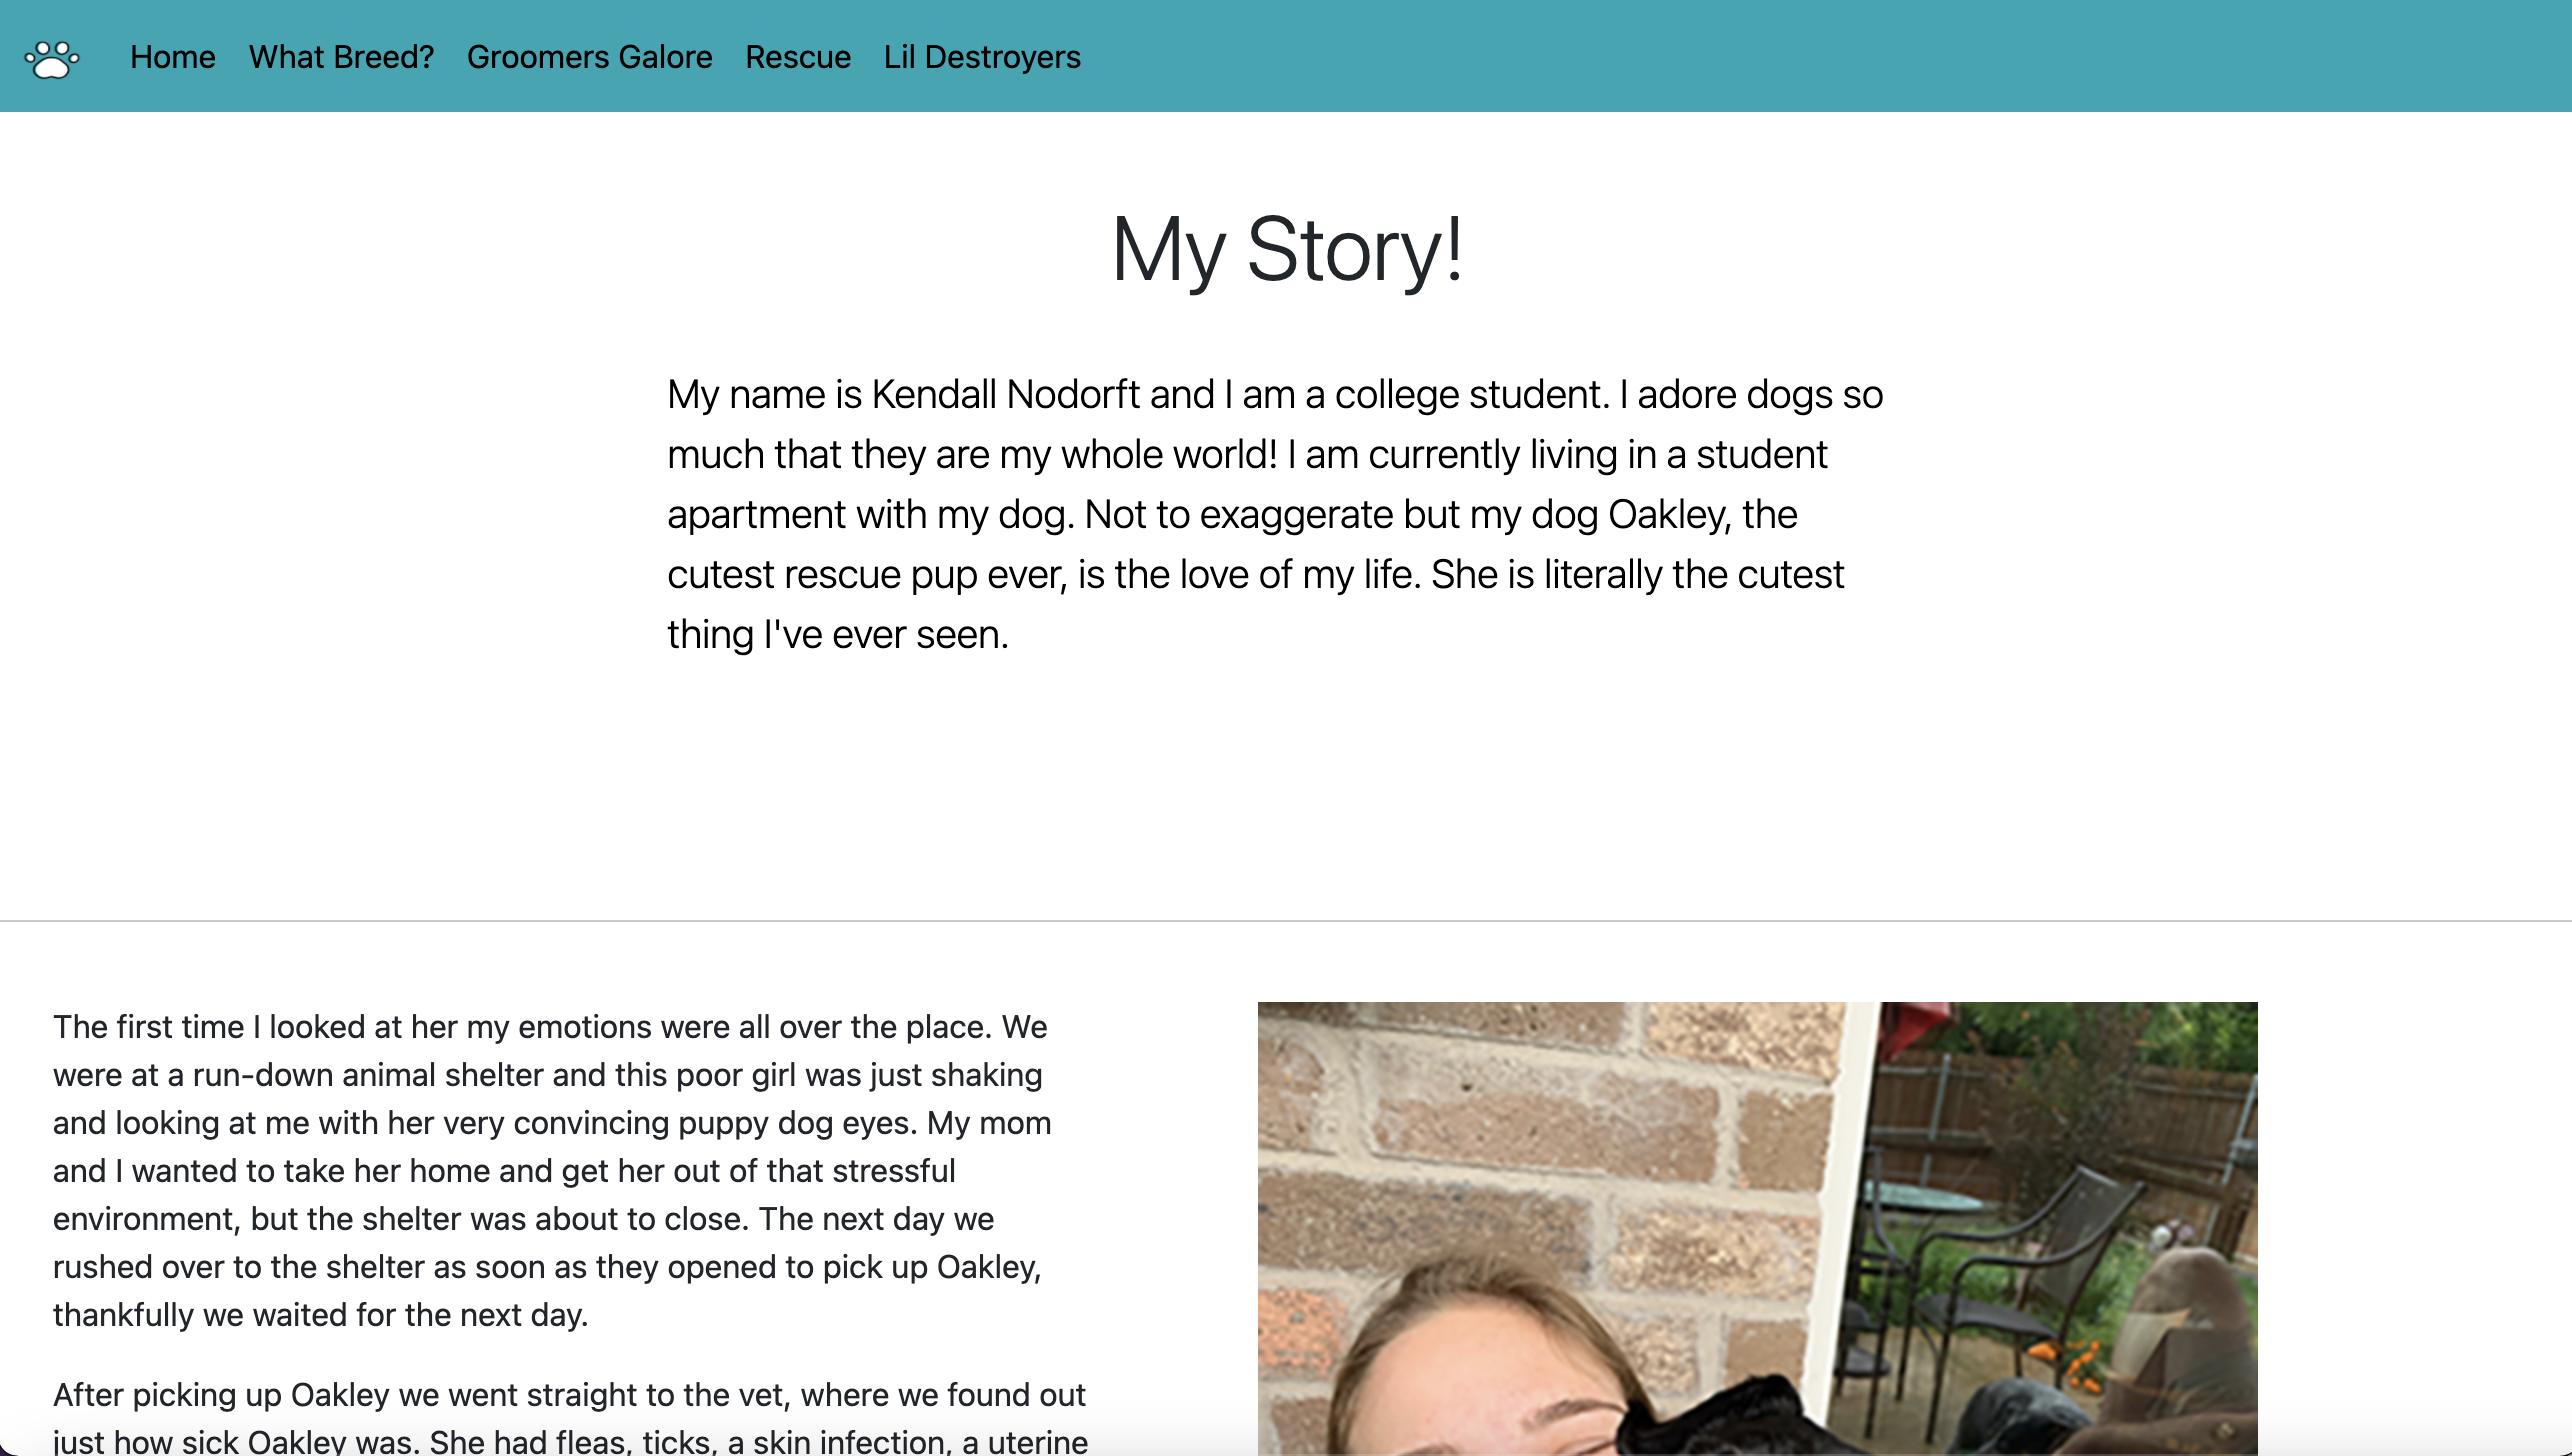 Home What Breed? Groomers Galore Rescue Lil Destroyers
My Story!
My name is Kendall Nodorft and I am a college student. I adore dogs so
much that they are my whole world! I am currently living in a student
apartment with my dog. Not to exaggerate but my dog Oakley, the
cutest rescue pup ever, is the love of my life. She is literally the cutest
thing I've ever seen.
The first time I looked at her my emotions were all over the place. We
were at a run-down animal shelter and this poor girl was just shaking
and looking at me with her very convincing puppy dog eyes. My mom
and I wanted to take her home and get her out of that stressful
environment, but the shelter was about to close. The next day we
rushed over to the shelter as soon as they opened to pick up Oakley,
thankfully we waited for the next day.
After picking up Oakley we went straight to the vet, where we found out
just how sick Oakley was. She had fleas, ticks, a skin infection, a uterine